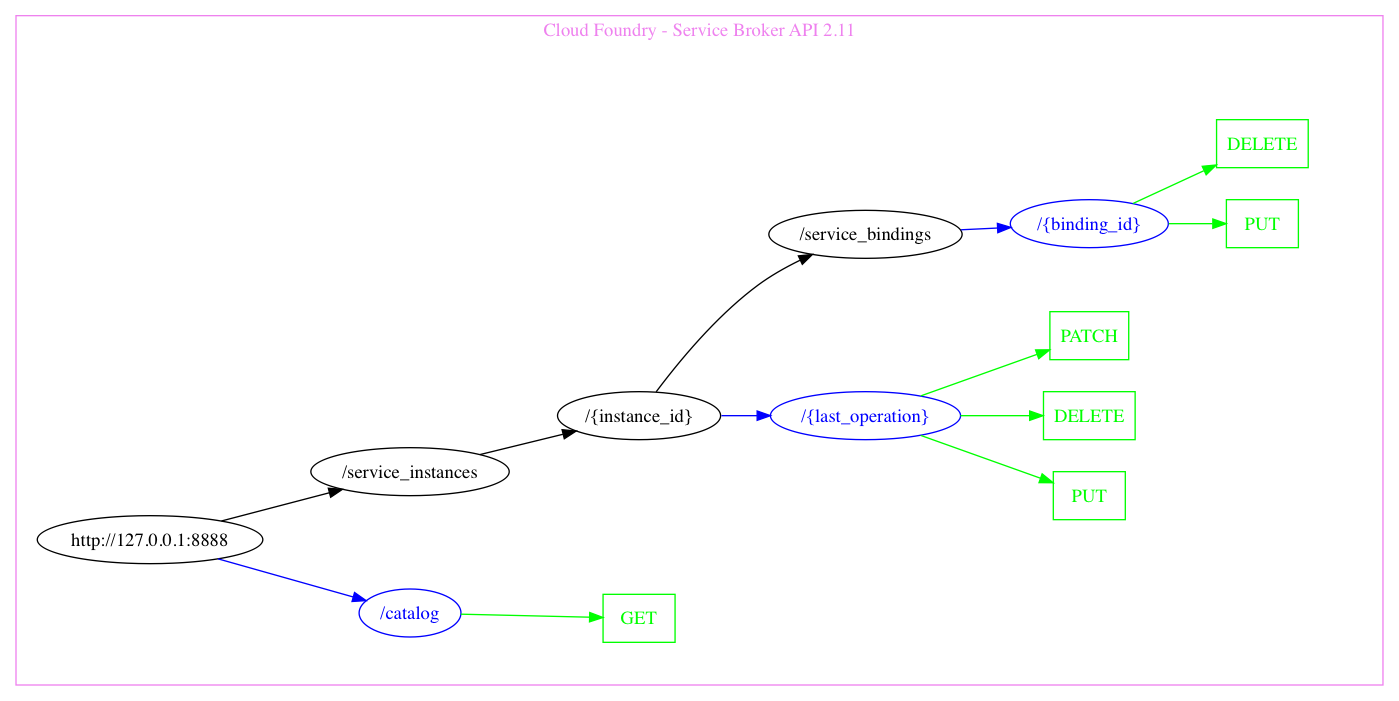 Cloud Foundry - Service Broker API 2.11
DELETE
/{binding_id}
PUT
/service_bindings
PATCH
/{instance_id}
/{last_operation}
DELETE
/service_instances
PUT
http://127.0.0.1:8888
/catalog
GET